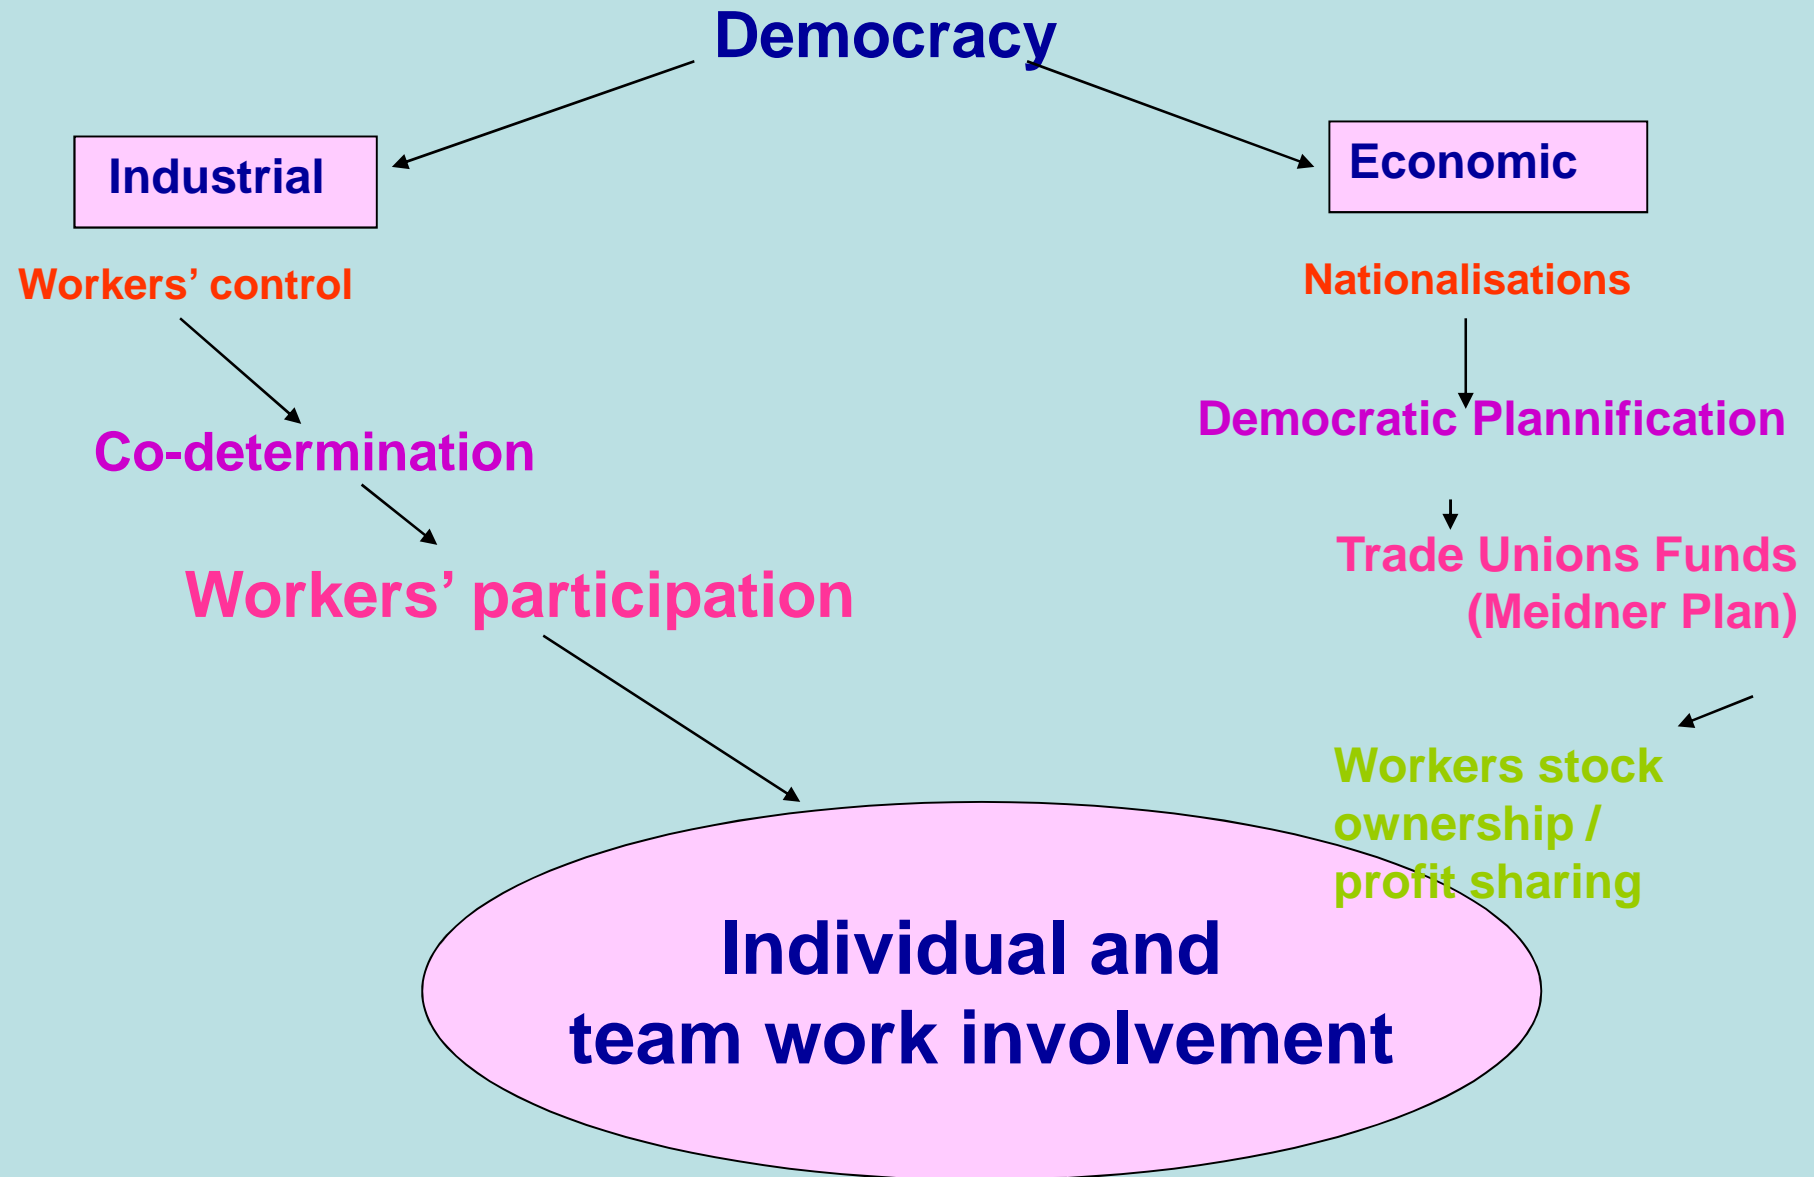 Democracy
Industrial
Economic
Workers’ control
Nationalisations
Co-determination
Democratic Plannification
Workers’ participation
Trade Unions Funds
(Meidner Plan)
Workers stock
ownership /
profit sharing
Individual and
team work involvement